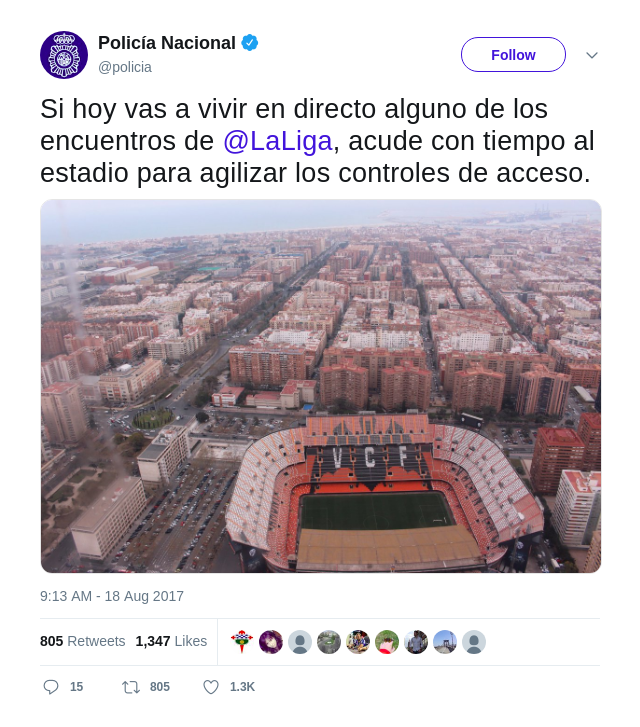 Policía Nacional
@policia
Follow
Si hoy vas a vivir en directo alguno de los
encuentros de @LaLiga, acude con tiempo al
estadio para agilizar los controles de acceso.
VCF
9:13 AM - 18 Aug 2017
805 Retweets 1,347 Likes
15 805 1.3K